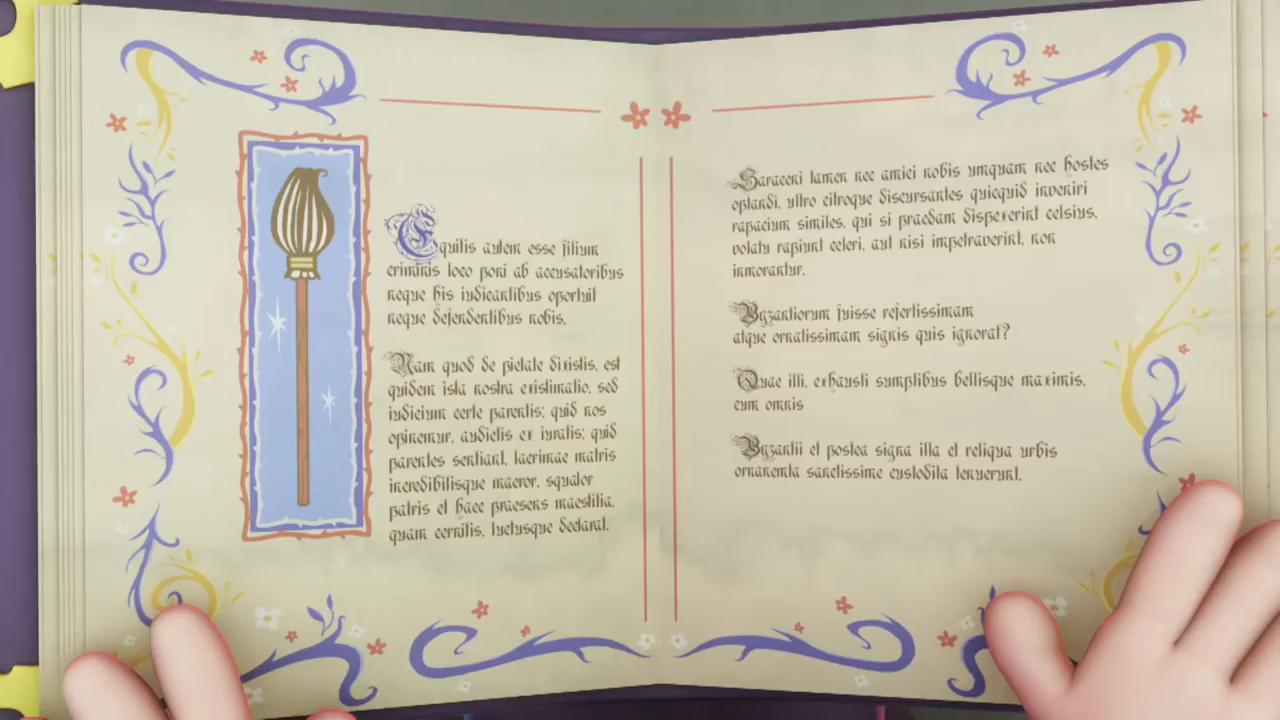 Equitis autem esse filium
criminis loco poni ab accusatoribus
neque his iudicantibus oportuit
neque defendentibus nobis.
Nam quod de pietate dixistis, est
quidem ista nostra existimatio, sed
iudicium certe parentis; quid nos
opinemur, audietis ex iuratis; quid
parentes sentiant, lacrimae matris
incredibilisque maeror, squalor
patris et haec praesens maestitia,
quam cernitis, luctusque declarat.
Saraceni tamen nec amici nobis umquam nec hostes
optandi, ultro citroque discursantes quicquid inveniri
rapacium similes, qui si praedam dispexerint celsius,
volatu rapiunt celeri, aut nisi impetraverint, non
inmorantur.
Byzantiorum fuisse refertissimam
atque ornatissimam signis quis ignorat?
Quae illi, exhausti sumptibus bellisque maximis,
cum omnis
Byzantii et postea signa illa et reliqua urbis
ornamenta sanctissime custodita tenuerunt.